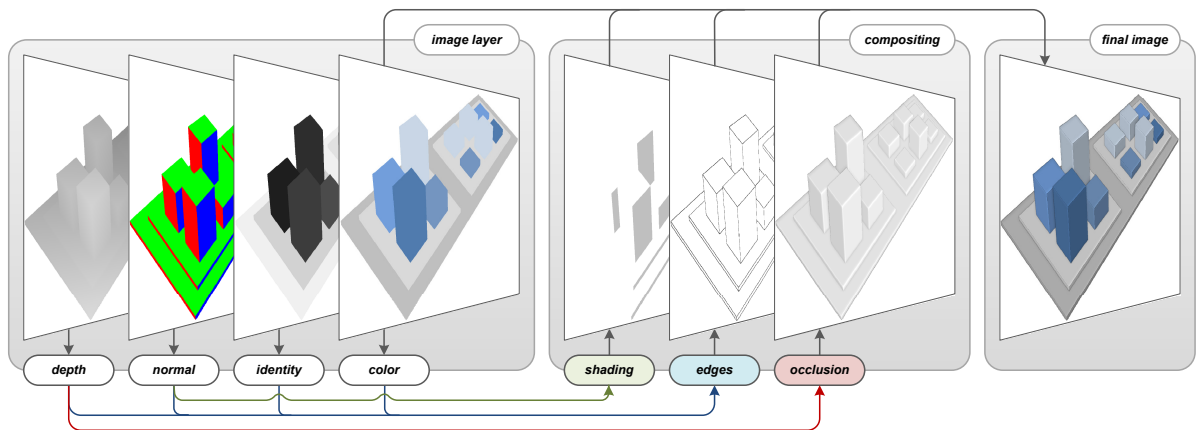 image layer
compositing
final image
depth
normal
identity
color
shading
edges
occlusion